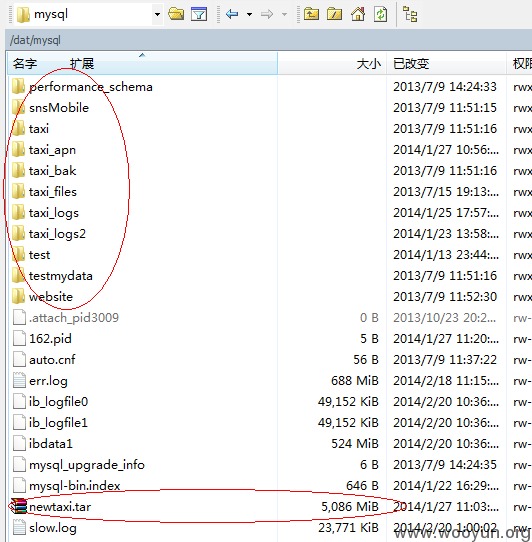 mysql
/dat/mysql
名字 扩展 大小 已改变 权限
performance_schema 2013/7/9 14:24:33 rwx
snsMobile 2013/7/9 11:51:15 rwx
taxi 2013/7/9 11:51:16 rwx
taxi_apn 2014/1/27 10:56:... rwx
taxi_bak 2013/7/9 11:51:16 rwx
taxi_files 2013/7/15 19:13:... rwx
taxi_logs 2014/1/25 17:57:... rwx
taxi_logs2 2014/1/23 13:58:... rwx
test 2014/1/13 23:44:... rwx
testmydata 2013/7/9 11:51:16 rwx
website 2013/7/9 11:52:30 rwx
.attach_pid3009 0 B 2013/10/23 20:2... rw-
162.pid 5 B 2014/1/27 11:20:... rw-
auto.cnf 56 B 2013/7/9 11:37:22 rw-
err.log 688 MiB 2014/2/18 11:15:... rw-
ib_logfile0 49,152 KiB 2014/2/20 10:36:... rw-
ib_logfile1 49,152 KiB 2014/2/20 10:36:... rw-
ibdata1 524 MiB 2014/2/20 10:36:... rw-
mysql_upgrade_info 6 B 2013/7/9 14:24:35 rw-
mysql-bin.index 646 B 2014/1/22 16:29:... rw-
newtaxi.tar 5,086 MiB 2014/1/27 11:03:... rw-
slow.log 23,771 KiB 2014/2/20 1:00:02 rw-
www.wooyun.org